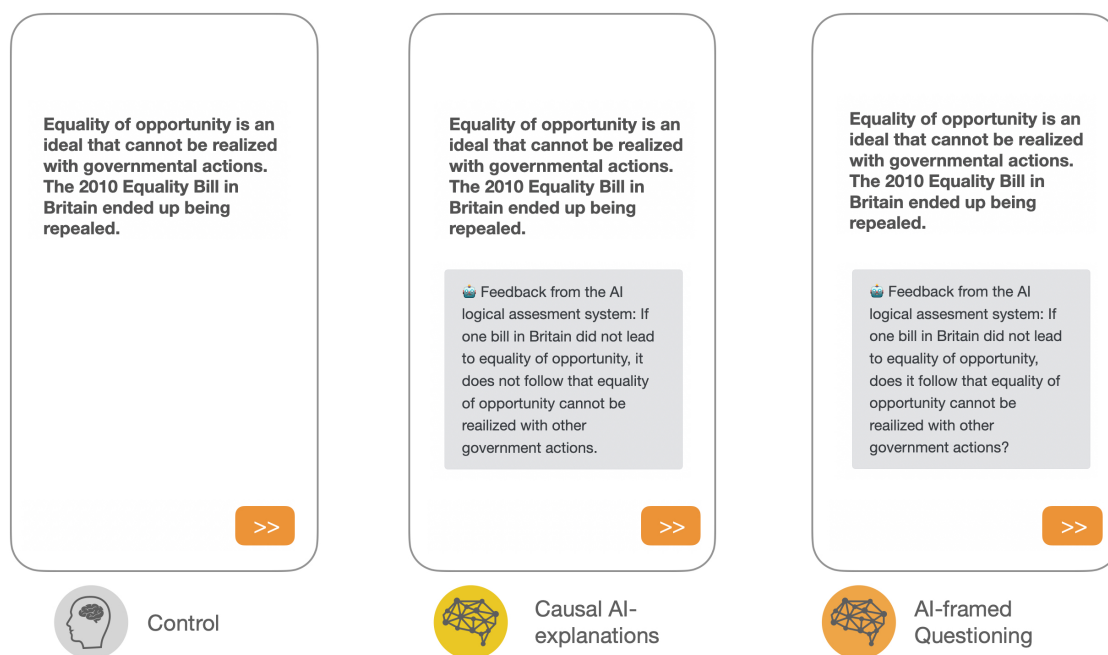 Equality of opportunity is an
ideal that cannot be realized
with governmental actions.
The 2010 Equality Bill in
Britain ended up being
repealed.
>>
Control
Equality of opportunity is an
ideal that cannot be realized
with governmental actions.
The 2010 Equality Bill in
Britain ended up being
repealed.
Feedback from the AI
logical assesment system: If
one bill in Britain did not lead
to equality of opportunity, it
does not follow that equality
of opportunity cannot be
reailized with other
government actions.
>>
Causal AI-
explanations
Equality of opportunity is an
ideal that cannot be realized
with governmental actions.
The 2010 Equality Bill in
Britain ended up being
repealed.
Feedback from the AI
logical assesment system: If
one bill in Britain did not lead
to equality of opportunity,
does it follow that equality of
opportunity cannot be
reailized with other
government actions?
>>
AI-framed
Questioning